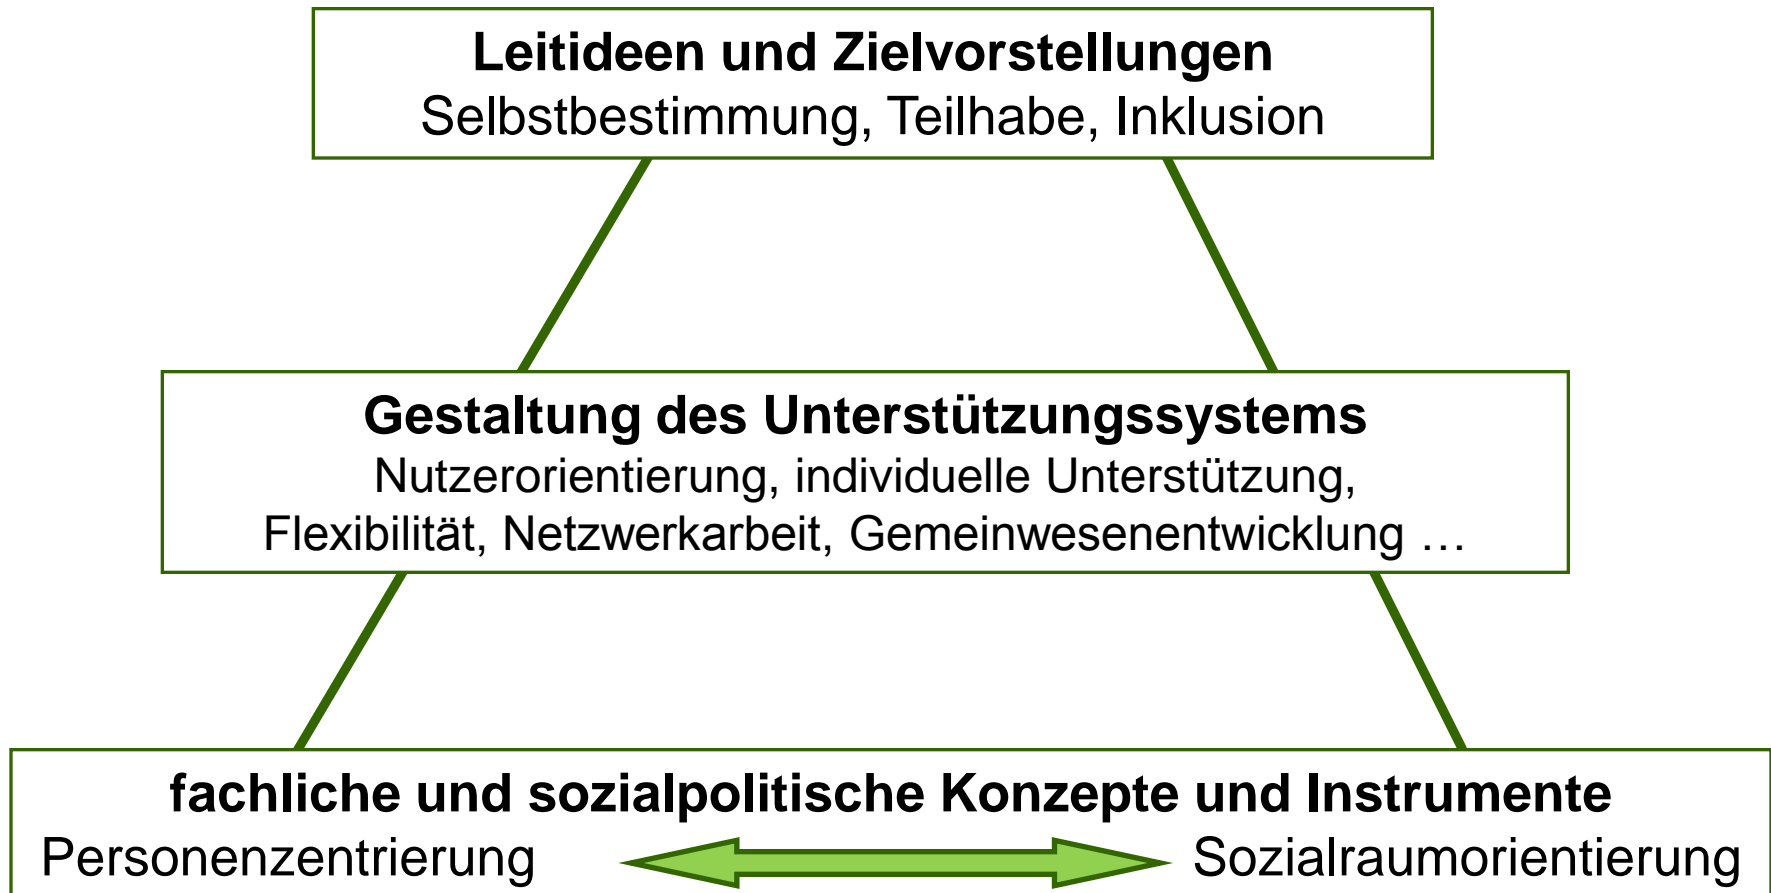 Leitideen und Zielvorstellungen
Selbstbestimmung, Teilhabe, Inklusion
Gestaltung des Unterstützungssystems
Nutzerorientierung, individuelle Unterstützung,
Flexibilität, Netzwerkarbeit, Gemeinwesenentwicklung …
fachliche und sozialpolitische Konzepte und Instrumente
Personenzentrierung Sozialraumorientierung